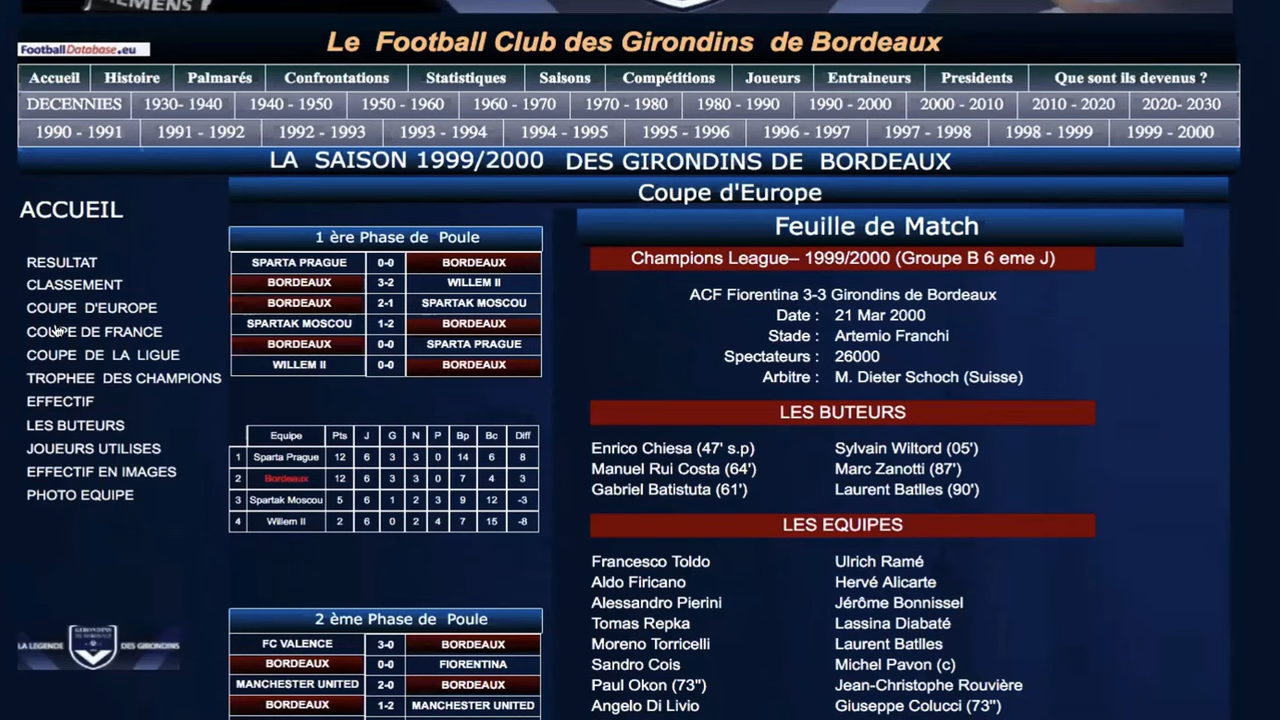 SIEMENS
FootballDatabase.eu
Le Football Club des Girondins de Bordeaux
Accueil Histoire Palmarés Confrontations Statistiques Saisons Compétitions Joueurs Entraineurs Presidents Que sont ils devenus ?
DECENNIES 1930- 1940 1940 - 1950 1950 - 1960 1960 - 1970 1970 - 1980 1980 - 1990 1990 - 2000 2000 - 2010 2010 - 2020 2020- 2030
1990 - 1991 1991 - 1992 1992 - 1993 1993 - 1994 1994 - 1995 1995 - 1996 1996 - 1997 1997 - 1998 1998 - 1999 1999 - 2000
LA SAISON 1999/2000 DES GIRONDINS DE BORDEAUX
Coupe d'Europe
ACCUEIL
RESULTAT
CLASSEMENT
COUPE D'EUROPE
COUPE DE FRANCE
COUPE DE LA LIGUE
TROPHEE DES CHAMPIONS
EFFECTIF
LES BUTEURS
JOUEURS UTILISES
EFFECTIF EN IMAGES
PHOTO EQUIPE
LA LEGENDE GIRONDINS DES GIRONDINS
1 ère Phase de Poule
SPARTA PRAGUE 0-0 BORDEAUX
BORDEAUX 3-2 WILLEM II
BORDEAUX 2-1 SPARTAK MOSCOU
SPARTAK MOSCOU 1-2 BORDEAUX
BORDEAUX 0-0 SPARTA PRAGUE
WILLEM II 0-0 BORDEAUX
Equipe Pts J G N P Bp Bc Diff
1 Sparta Prague 12 6 3 3 0 14 6 8
2 Bordeaux 12 6 3 3 0 7 4 3
3 Spartak Moscou 5 6 1 2 3 9 12 -3
4 Willem II 2 6 0 2 4 7 15 -8
2 ème Phase de Poule
FC VALENCE 3-0 BORDEAUX
BORDEAUX 0-0 FIORENTINA
MANCHESTER UNITED 2-0 BORDEAUX
BORDEAUX 1-2 MANCHESTER UNITED
Feuille de Match
Champions League– 1999/2000 (Groupe B 6 eme J)
ACF Fiorentina 3-3 Girondins de Bordeaux
Date : 21 Mar 2000
Stade : Artemio Franchi
Spectateurs : 26000
Arbitre : M. Dieter Schoch (Suisse)
LES BUTEURS
Enrico Chiesa (47' s.p) Sylvain Wiltord (05')
Manuel Rui Costa (64') Marc Zanotti (87')
Gabriel Batistuta (61') Laurent Batlles (90')
LES EQUIPES
Francesco Toldo Ulrich Ramé
Aldo Firicano Hervé Alicarte
Alessandro Pierini Jérôme Bonnissel
Tomas Repka Lassina Diabaté
Moreno Torricelli Laurent Batlles
Sandro Cois Michel Pavon (c)
Paul Okon (73") Jean-Christophe Rouvière
Angelo Di Livio Giuseppe Colucci (73")